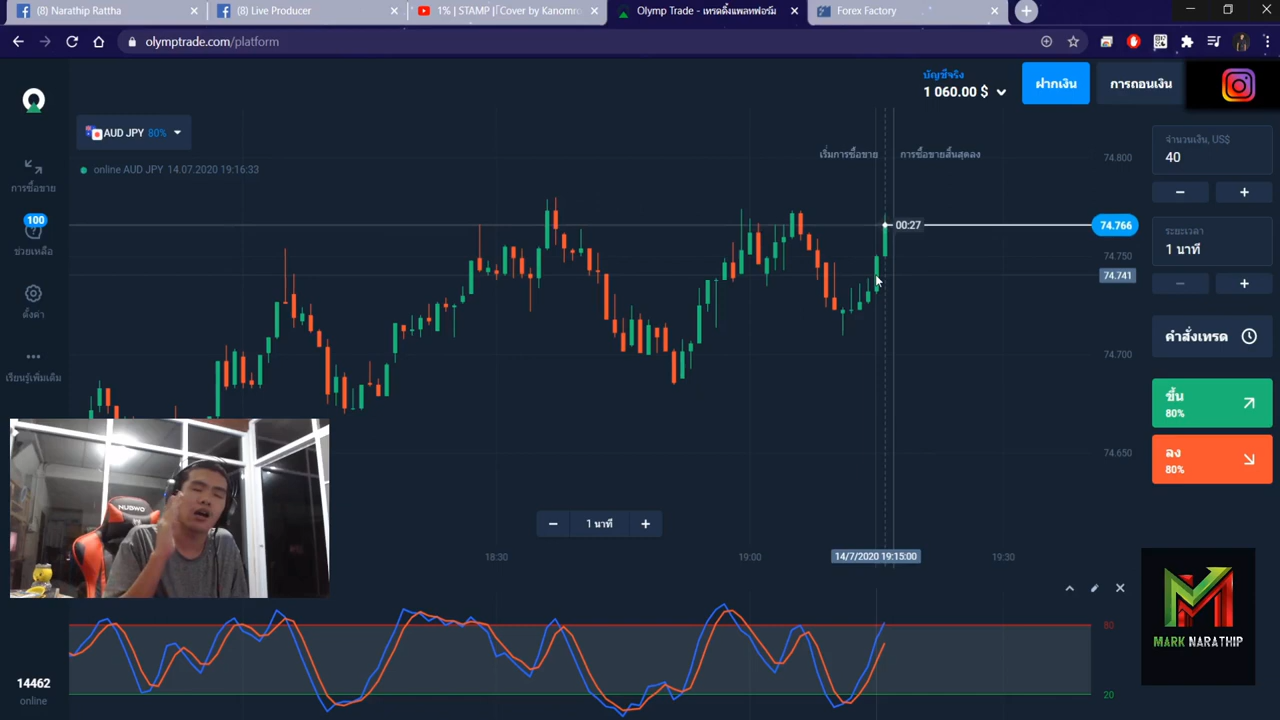 (8) Narathip Rattha
(8) Live Producer
1% | STAMP |「Cover by Kanomro
Olymp Trade - เทรดดิ้งแพลทฟอร์ม
Forex Factory
olymptrade.com/platform
บัญชีจริง
1 060.00 $
ฝากเงิน
การถอนเงิน
AUD JPY 80%
online AUD JPY 14.07.2020 19:16:33
เริ่มการซื้อขาย
การซื้อขายสิ้นสุดลง
การซื้อขาย
100
ช่วยเหลือ
ตั้งค่า
เรียนรู้เพิ่มเติม
74.800
00:27
74.766
74.750
74.741
74.700
74.650
จำนวนเงิน, US$
40
ระยะเวลา
1 นาที
คำสั่งเทรด
ขึ้น
80%
ลง
80%
NUBWO
1 นาที
18:30
19:00
14/7/2020 19:15:00
19:30
80
20
MARK NARATHIP
14462
online